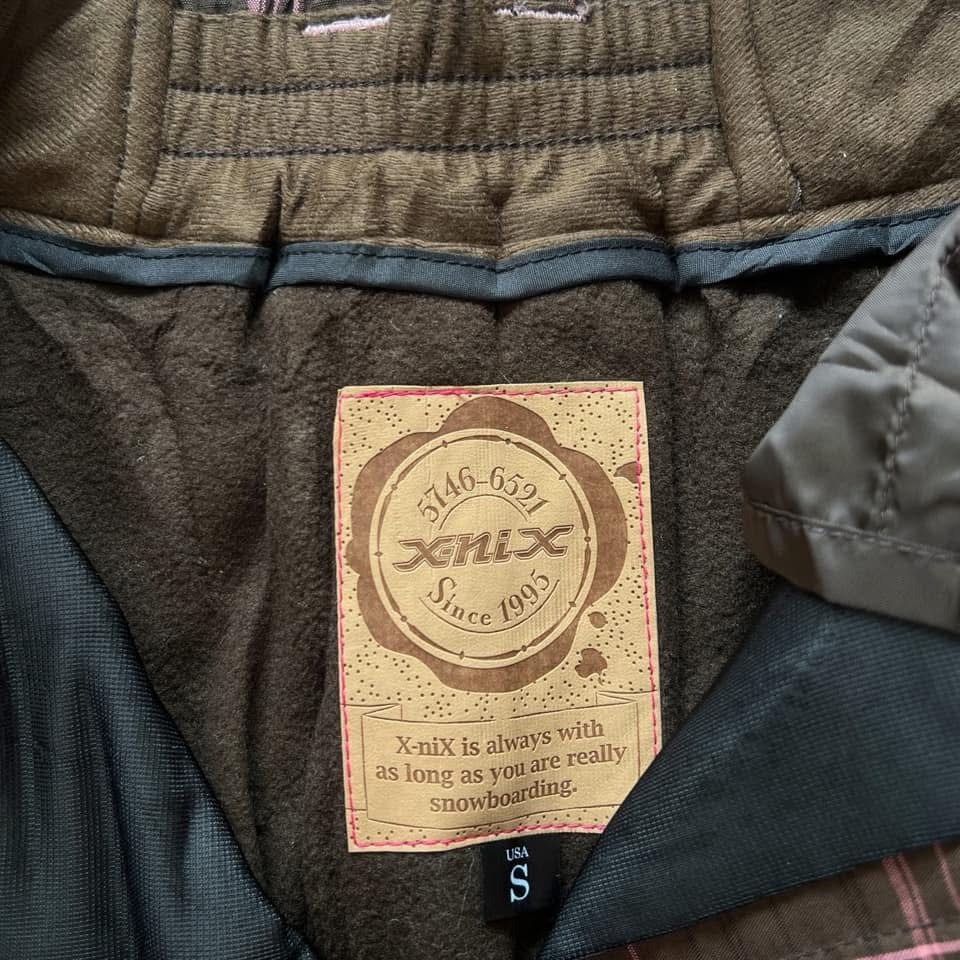 5746-6521
X-niX
Since 1995
X-niX is always with
as long as you are really
snowboarding.
USA
S